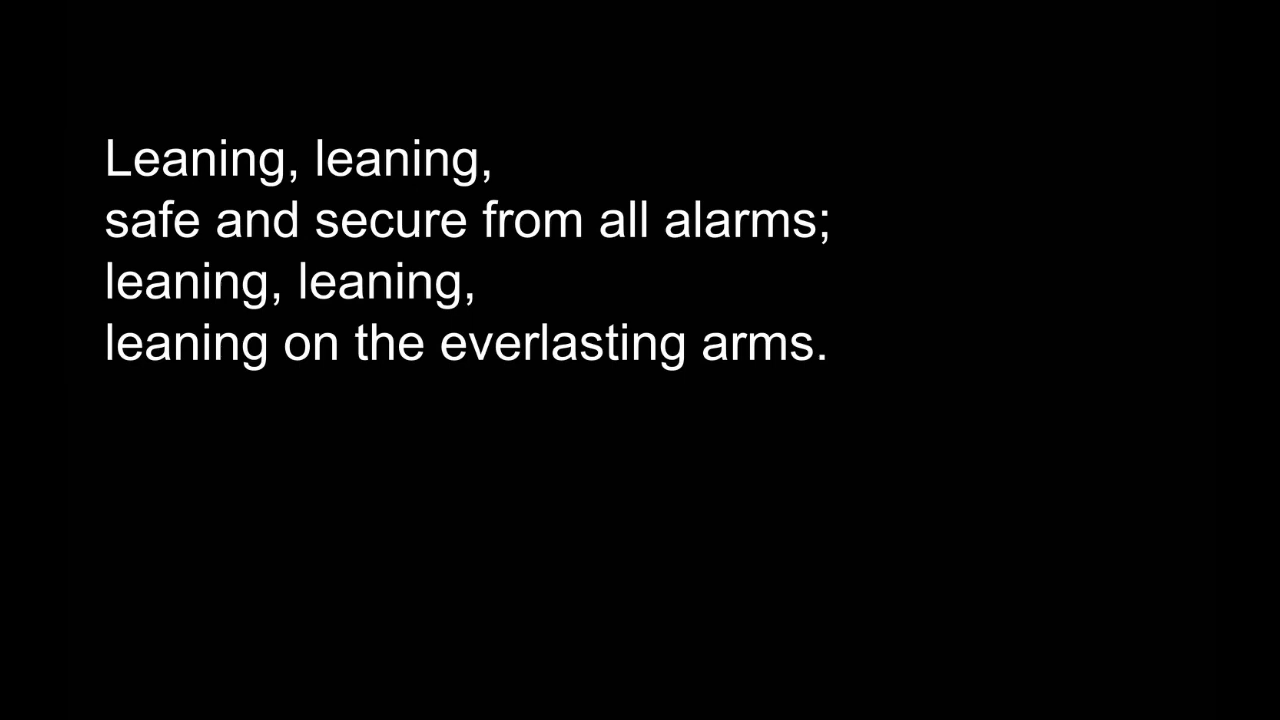 Leaning, leaning,
safe and secure from all alarms;
leaning, leaning,
leaning on the everlasting arms.